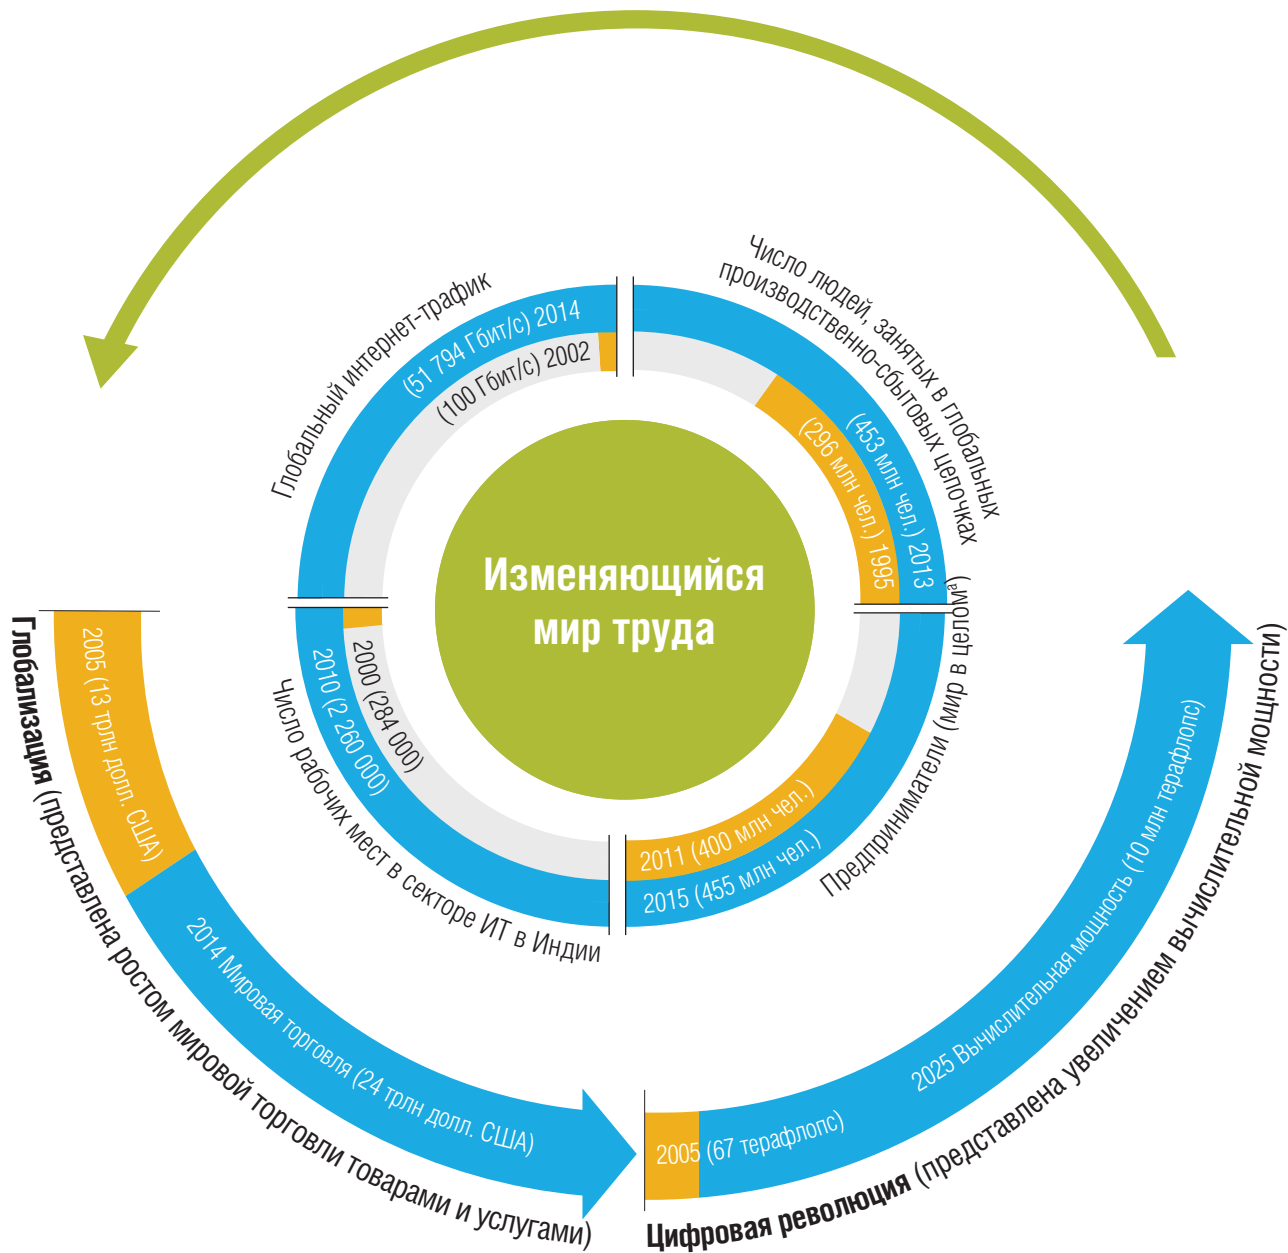 Глобальный интернет-трафик
(51 794 Гбит/с) 2014
(100 Гбит/с) 2002
Число людей, занятых в глобальных
производственно-сбытовых цепочках
(453 млн чел.) 2013
(296 млн чел.) 1995
Изменяющийся
мир труда
Число рабочих мест в секторе ИТ в Индии
2010 (2 260 000)
2000 (284 000)
Предприниматели (мир в целомª⁾)
2011 (400 млн чел.)
2015 (455 млн чел.)
Глобализация (представлена ростом мировой торговли товарами и услугами)
2005 (13 трлн долл. США)
2014 Мировая торговля (24 трлн долл. США)
Цифровая революция (представлена увеличением вычислительной мощности)
2005 (67 терафлопс)
2025 Вычислительная мощность (10 млн терафлопс)